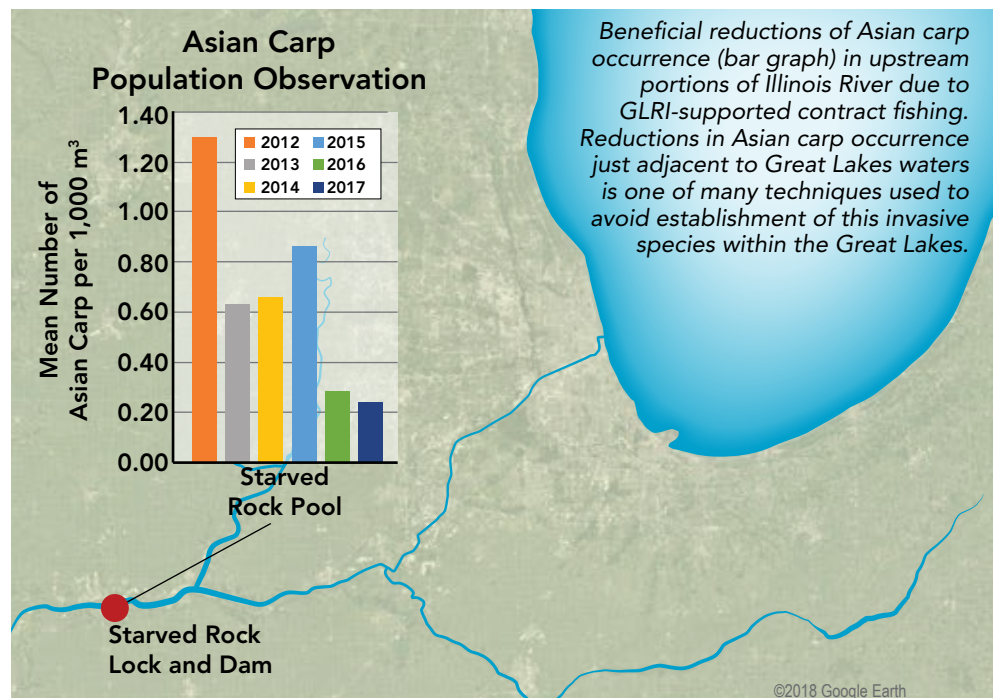 Asian Carp
Population Observation
Mean Number of
Asian Carp per 1,000 m³
1.40
1.20
1.00
0.80
0.60
0.40
0.20
0.00
2012
2015
2013
2016
2014
2017
Starved
Rock Pool
Starved Rock
Lock and Dam
Beneficial reductions of Asian carp
occurrence (bar graph) in upstream
portions of Illinois River due to
GLRI-supported contract fishing.
Reductions in Asian carp occurrence
just adjacent to Great Lakes waters
is one of many techniques used to
avoid establishment of this invasive
species within the Great Lakes.
©2018 Google Earth